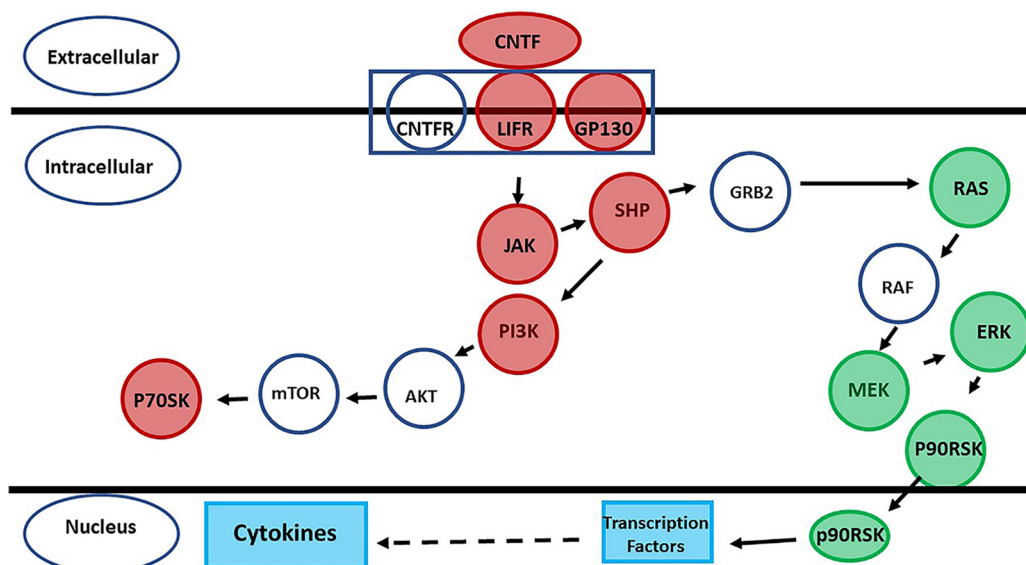 Extracellular
CNTF
CNTFR
LIFR
GP130
Intracellular
RAS
SHP
GRB2
JAK
RAF
PI3K
ERK
MEK
P70SK
mTOR
AKT
P90RSK
Nucleus
Cytokines
Transcription
Factors
p90RSK